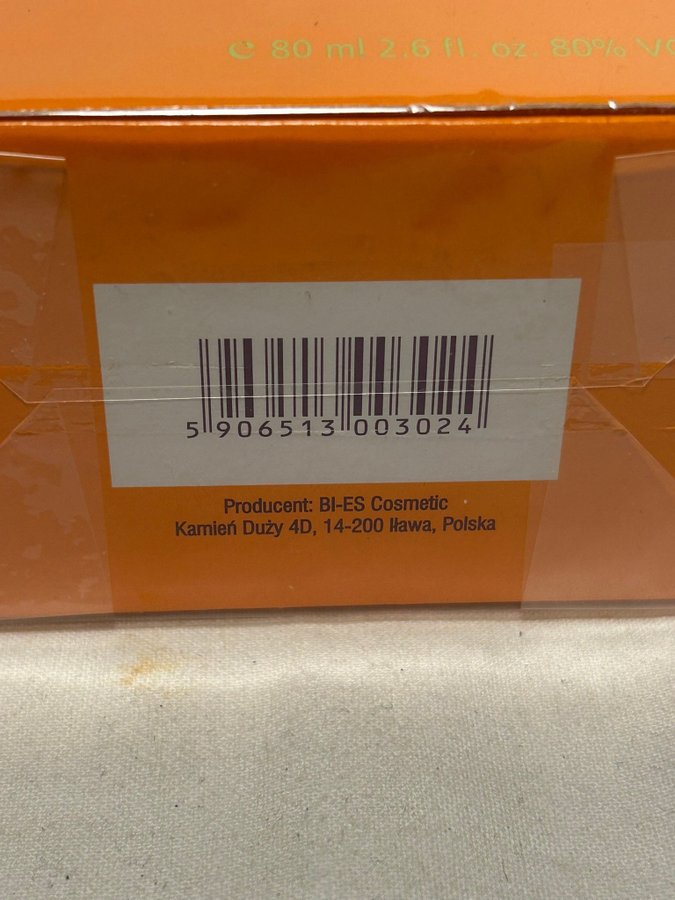 ℮ 80 ml 2.6 fl. oz. 80%
5 906513 003024
Producent: BI-ES Cosmetic
Kamień Duży 4D, 14-200 Iława, Polska